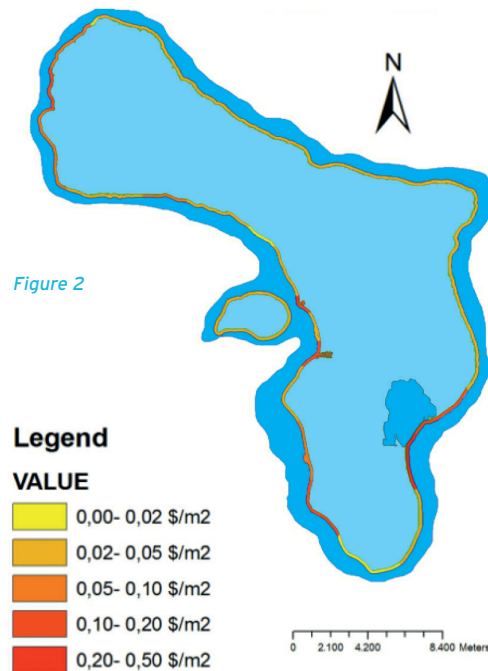 N
Figure 2
Legend
VALUE
0,00- 0,02 $/m2
0,02- 0,05 $/m2
0,05- 0,10 $/m2
0,10- 0,20 $/m2
0,20- 0,50 $/m2
0 2.100 4.200 8.400 Meters